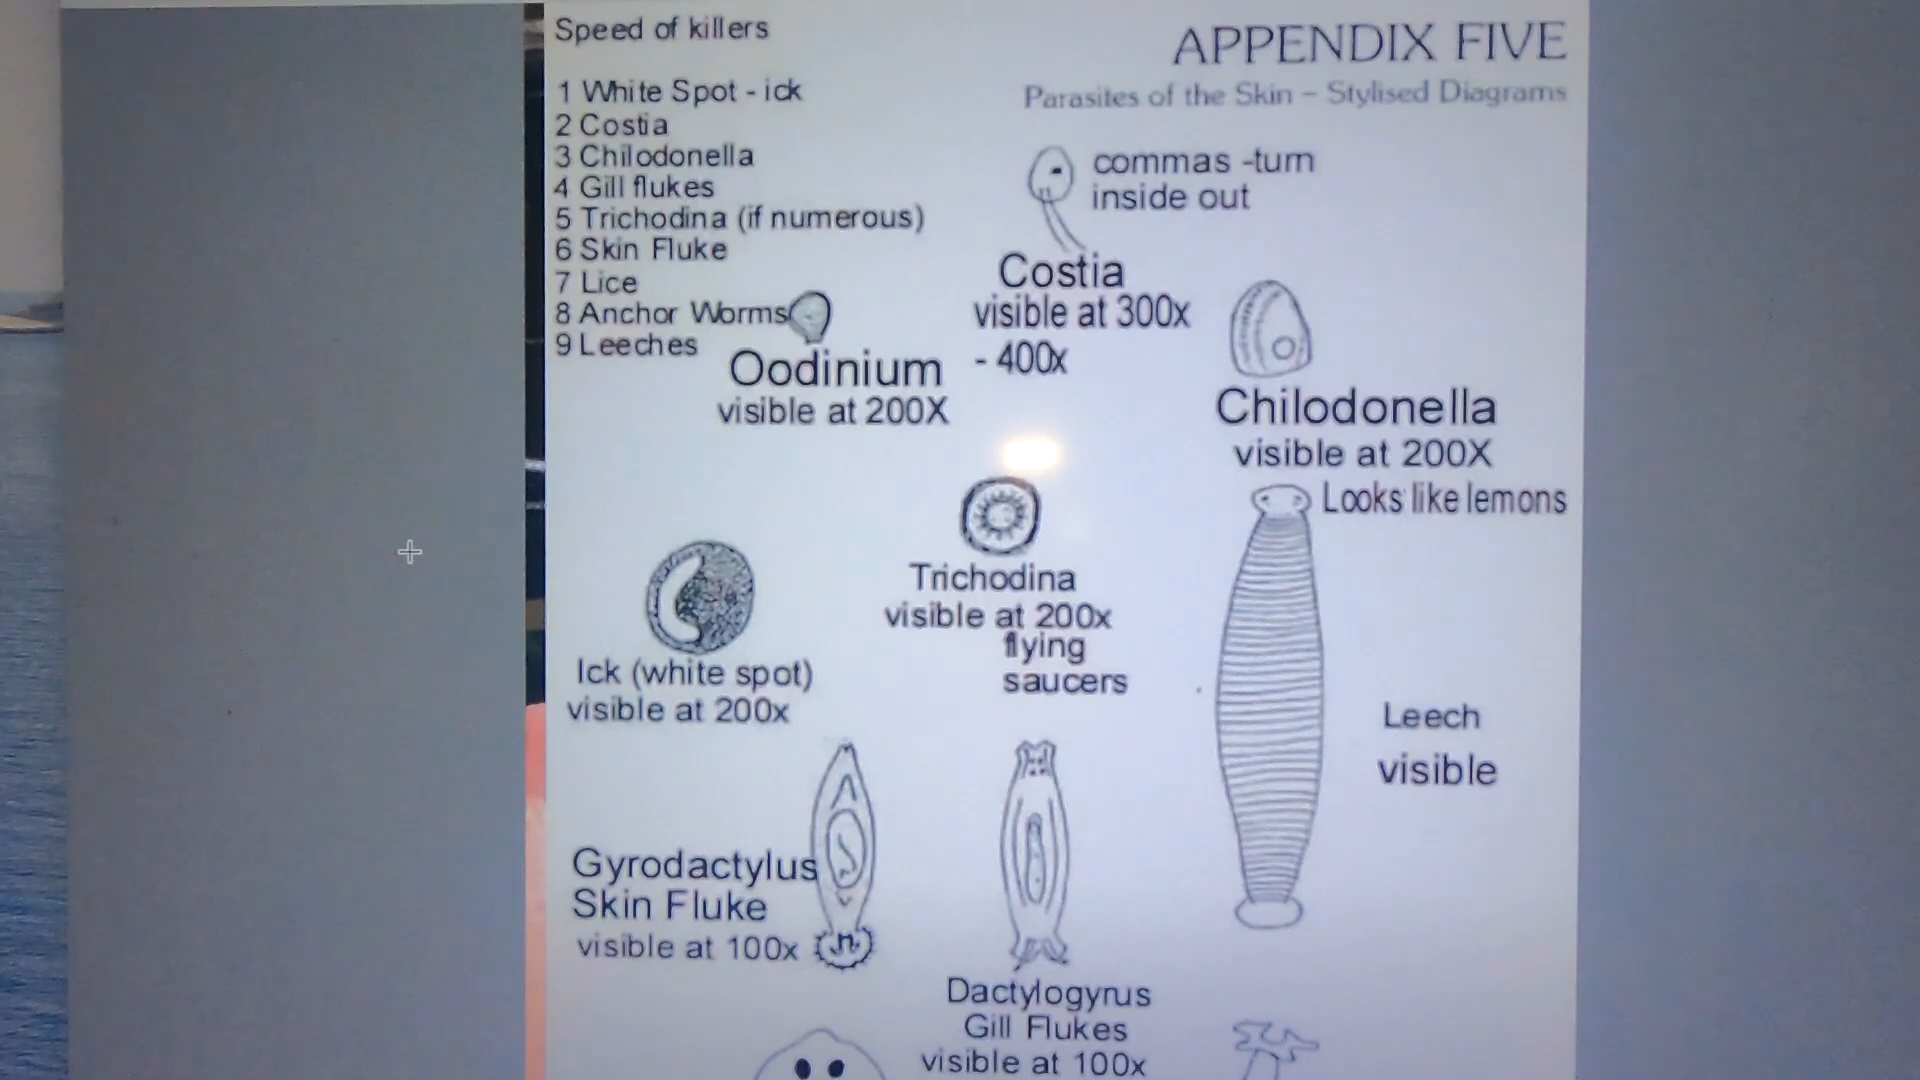 Speed of killers
APPENDIX FIVE
Parasites of the Skin – Stylised Diagrams
1 White Spot - ick
2 Costia
3 Chilodonella
4 Gill flukes
5 Trichodina (if numerous)
6 Skin Fluke
7 Lice
8 Anchor Worms
9 Leeches
commas -turn
inside out
Costia
visible at 300x
- 400x
Oodinium
visible at 200X
Chilodonella
visible at 200X
Looks like lemons
Trichodina
visible at 200x
flying
saucers
Ick (white spot)
visible at 200x
Leech
visible
Gyrodactylus
Skin Fluke
visible at 100x
Dactylogyrus
Gill Flukes
visible at 100x